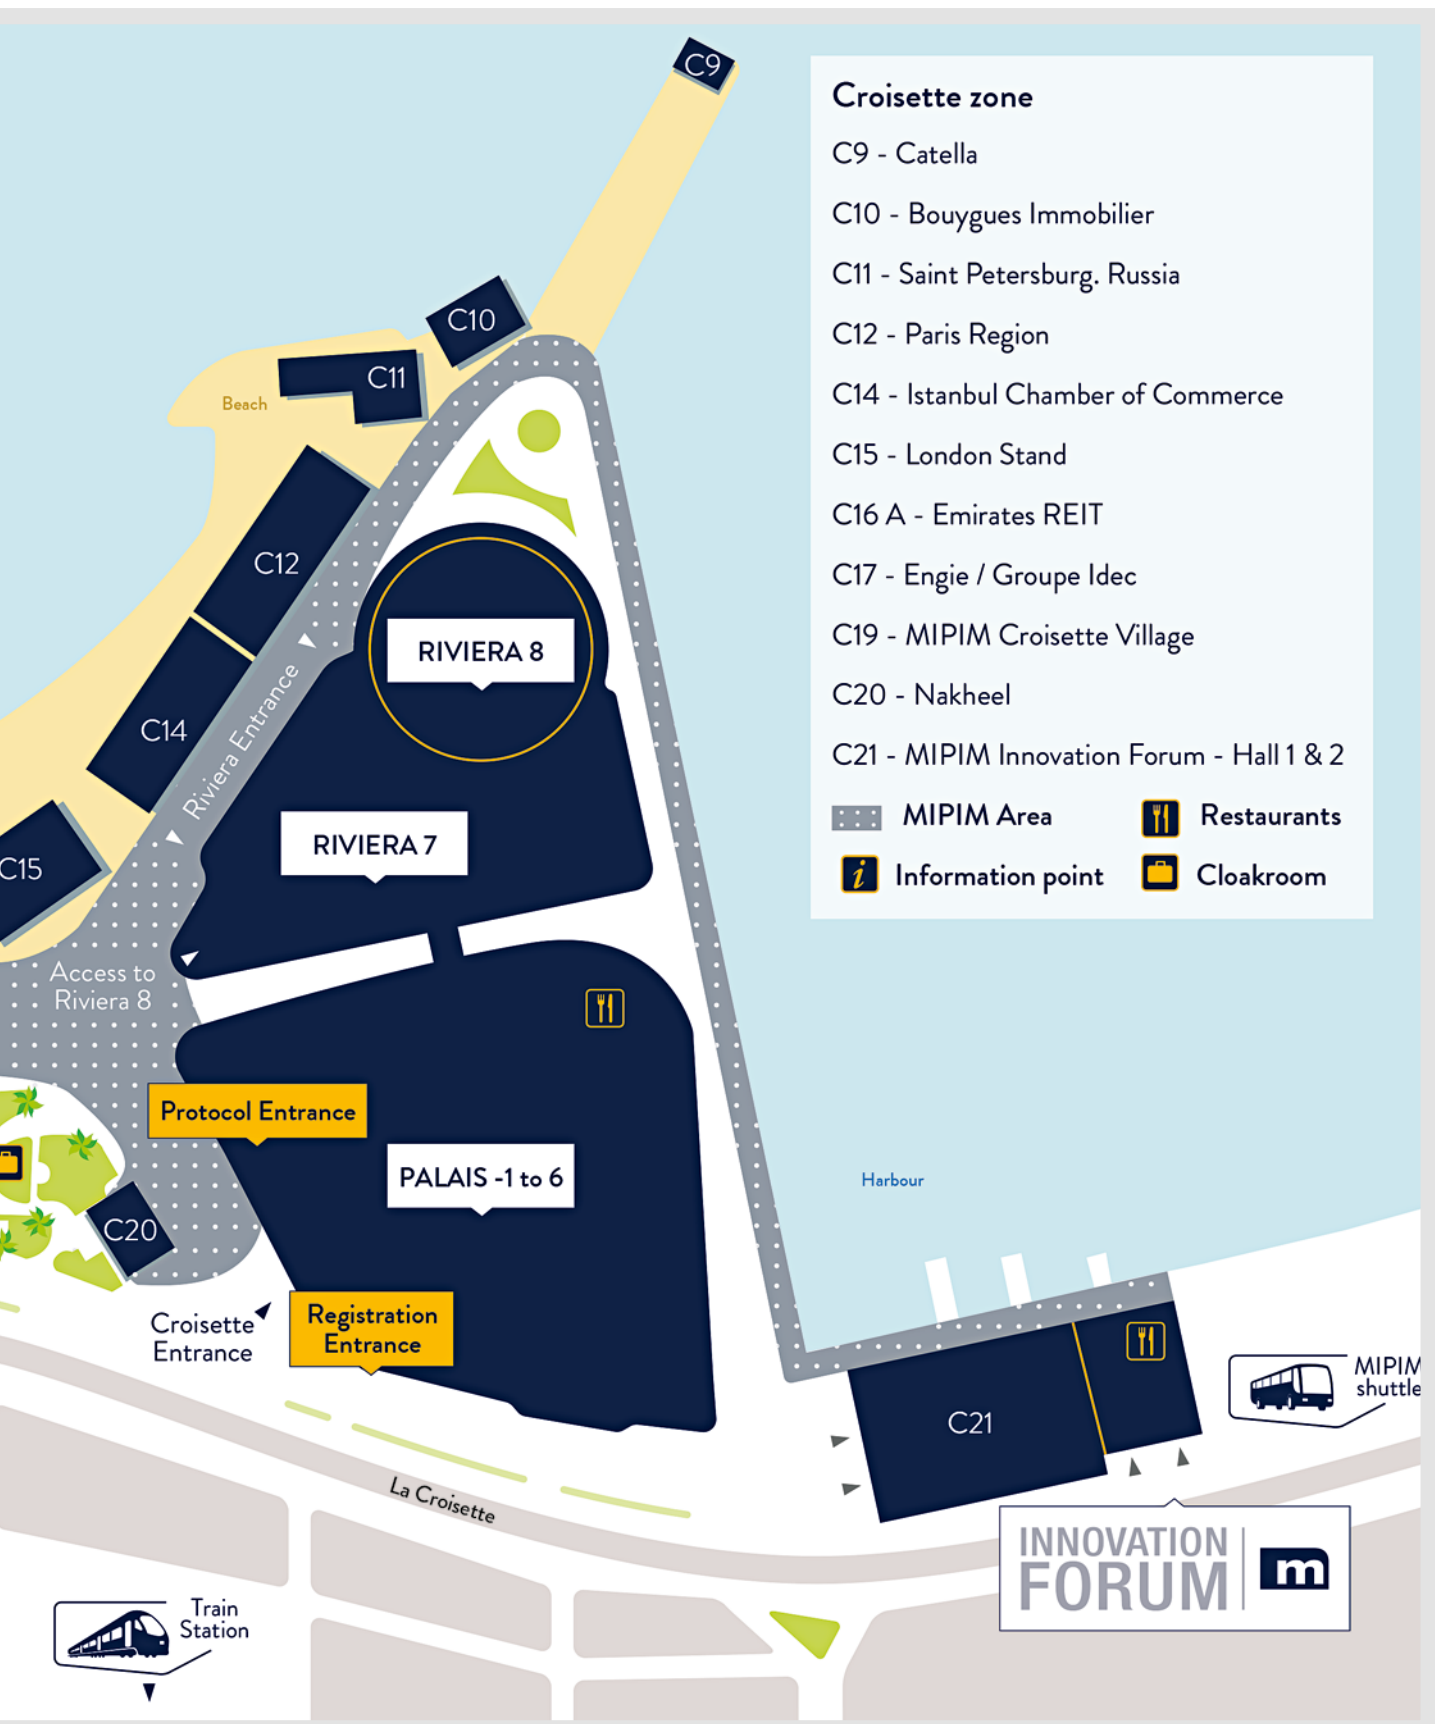 C9
Croisette zone
C9 - Catella
C10 - Bouygues Immobilier
C11 - Saint Petersburg. Russia
C12 - Paris Region
C14 - Istanbul Chamber of Commerce
C15 - London Stand
C16 A - Emirates REIT
C17 - Engie / Groupe Idec
C19 - MIPIM Croisette Village
C20 - Nakheel
C21 - MIPIM Innovation Forum - Hall 1 & 2
MIPIM Area
Restaurants
i
Information point
Cloakroom
C10
C11
Beach
C12
RIVIERA 8
C14
Riviera Entrance
RIVIERA 7
C15
Access to
Riviera 8
Protocol Entrance
PALAIS -1 to 6
Harbour
C20
Croisette
Entrance
Registration
Entrance
C21
MIPIM
shuttle
La Croisette
INNOVATION
FORUM
m
Train
Station